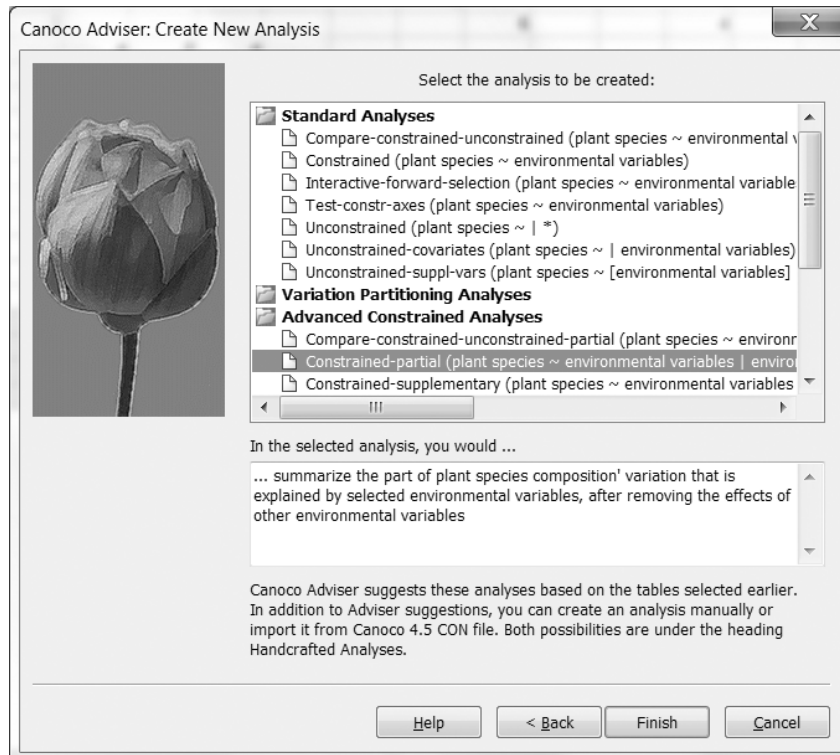 Canoco Adviser: Create New Analysis
Select the analysis to be created:
Standard Analyses
Compare-constrained-unconstrained (plant species ~ environmental v
Constrained (plant species ~ environmental variables)
Interactive-forward-selection (plant species ~ environmental variable
Test-constr-axes (plant species ~ environmental variables)
Unconstrained (plant species ~ | *)
Unconstrained-covariates (plant species ~ | environmental variables)
Unconstrained-suppl-vars (plant species ~ [environmental variables]
Variation Partitioning Analyses
Advanced Constrained Analyses
Compare-constrained-unconstrained-partial (plant species ~ environr
Constrained-partial (plant species ~ environmental variables | enviro
Constrained-supplementary (plant species ~ environmental variables
In the selected analysis, you would ...
... summarize the part of plant species composition' variation that is
explained by selected environmental variables, after removing the effects of
other environmental variables
Canoco Adviser suggests these analyses based on the tables selected earlier.
In addition to Adviser suggestions, you can create an analysis manually or
import it from Canoco 4.5 CON file. Both possibilities are under the heading
Handcrafted Analyses.
Help
< Back
Finish
Cancel